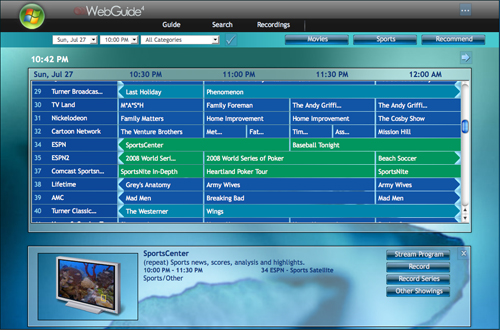 WebGuide4
Guide Search Recordings
Sun, Jul 27 10:00 PM All Categories Movies Sports Recommend
10:42 PM
Sun, Jul 27 10:30 PM 11:00 PM 11:30 PM 12:00 AM
29 Turner Broadcas... Last Holiday Phenomenon
30 TV Land M*A*S*H Family Foreman The Andy Griffi... The Andy Griffi...
31 Nickelodeon Family Matters Home Improvement Home Improvement The Cosby Show
32 Cartoon Network The Venture Brothers Met... Fat... Tim... Ass... Mission Hill
34 ESPN SportsCenter Baseball Tonight
35 ESPN2 2008 World Seri... 2008 World Series of Poker Beach Soccer
37 Comcast Sportsn... SportsNite In-Depth Heartland Poker Tour SportsNite
38 Lifetime Grey's Anatomy Army Wives Army Wives
39 AMC Mad Men Breaking Bad Mad Men
40 Turner Classic... The Westerner Wings
SportsCenter
(repeat) Sports news, scores, analysis and highlights.
10:00 PM - 11:30 PM 34 ESPN - Sports Satellite
Sports/Other
Stream Program
Record
Record Series
Other Showings